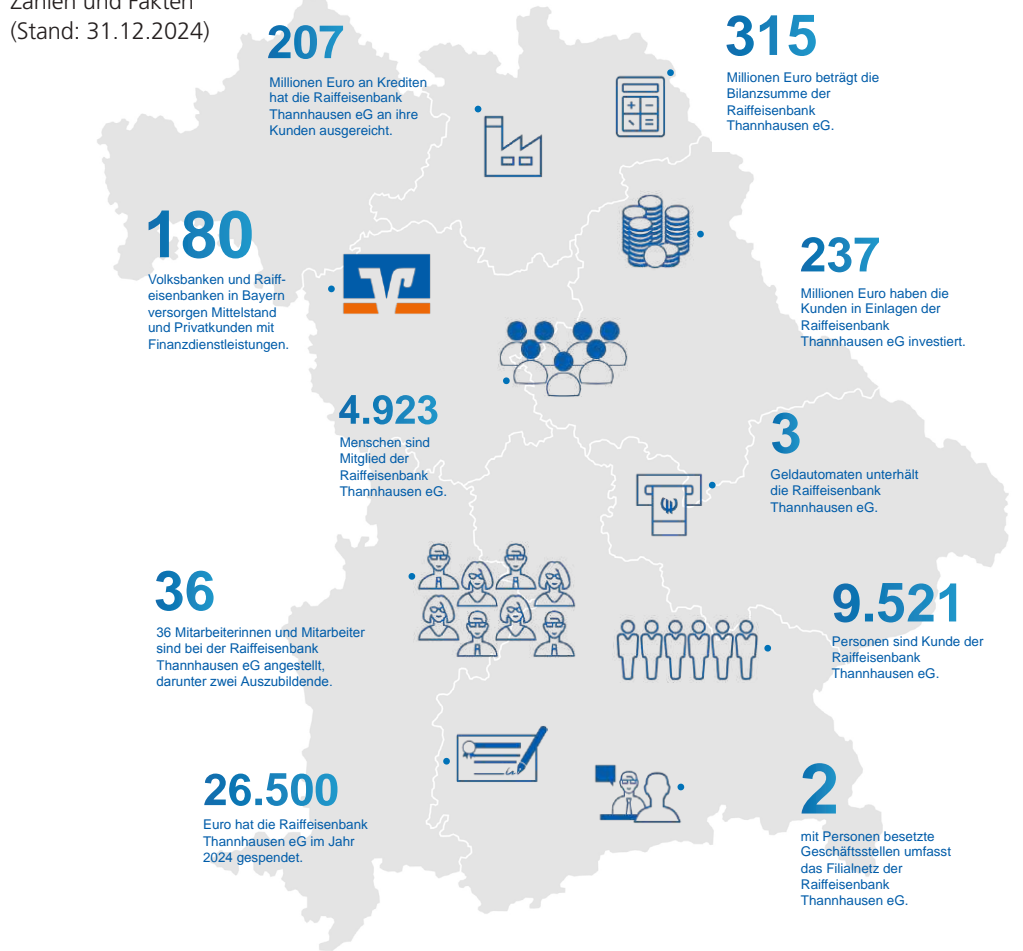 Zahlen und Fakten
(Stand: 31.12.2024)
207
Millionen Euro an Krediten
hat die Raiffeisenbank
Thannhausen eG an ihre
Kunden ausgereicht.
315
Millionen Euro beträgt die
Bilanzsumme der
Raiffeisenbank
Thannhausen eG.
180
Volksbanken und Raiff-
eisenbanken in Bayern
versorgen Mittelstand
und Privatkunden mit
Finanzdienstleistungen.
237
Millionen Euro haben die
Kunden in Einlagen der
Raiffeisenbank
Thannhausen eG investiert.
4.923
Menschen sind
Mitglied der
Raiffeisenbank
Thannhausen eG.
3
Geldautomaten unterhält
die Raiffeisenbank
Thannhausen eG.
36
36 Mitarbeiterinnen und Mitarbeiter
sind bei der Raiffeisenbank
Thannhausen eG angestellt,
darunter zwei Auszubildende.
9.521
Personen sind Kunde der
Raiffeisenbank
Thannhausen eG.
26.500
Euro hat die Raiffeisenbank
Thannhausen eG im Jahr
2024 gespendet.
2
mit Personen besetzte
Geschäftsstellen umfasst
das Filialnetz der
Raiffeisenbank
Thannhausen eG.